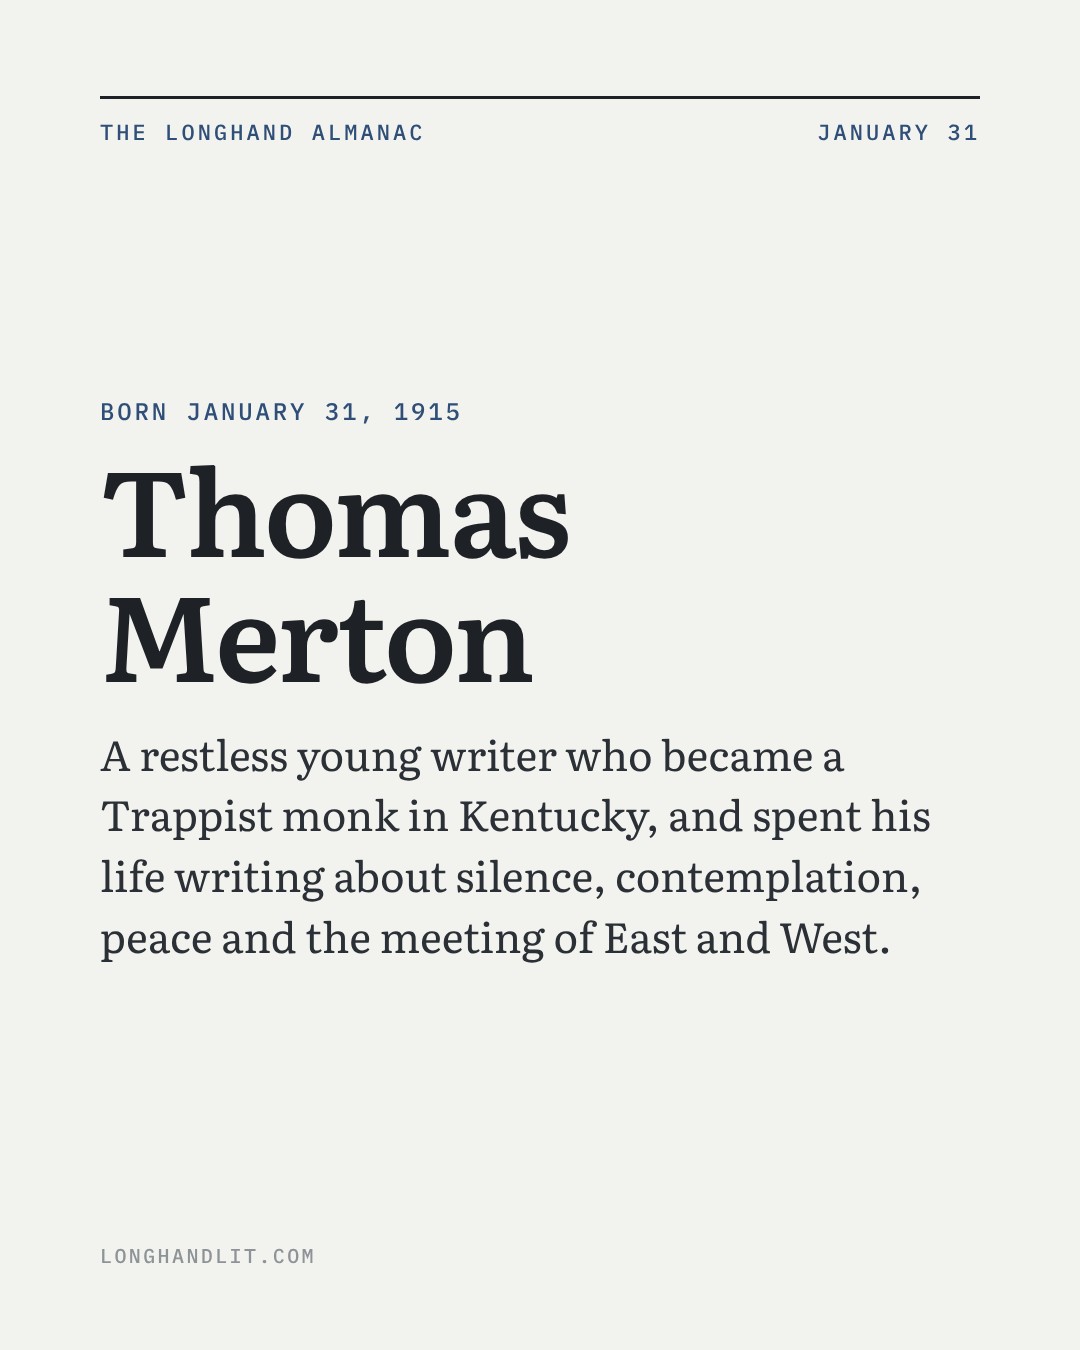 THE LONGHAND ALMANAC
JANUARY 31
BORN JANUARY 31, 1915
Thomas
Merton
A restless young writer who became a
Trappist monk in Kentucky, and spent his
life writing about silence, contemplation,
peace and the meeting of East and West.
LONGHANDLIT.COM